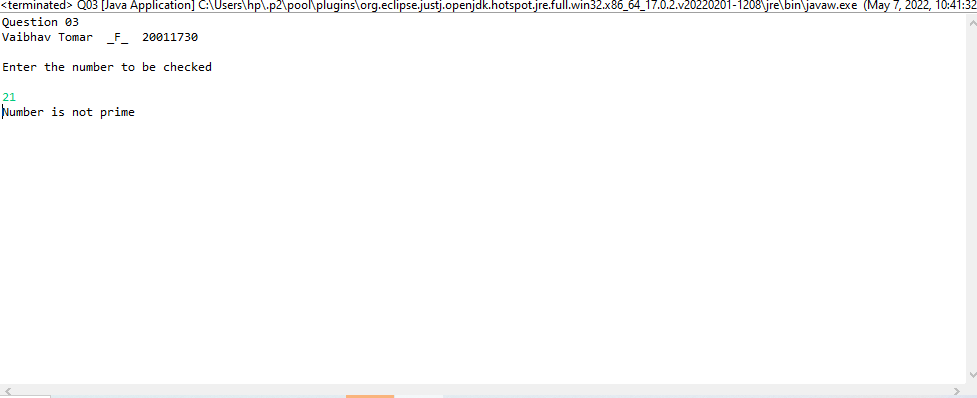 <terminated> Q03 [Java Application] C:\Users\hp\.p2\pool\plugins\org.eclipse.justj.openjdk.hotspot.jre.full.win32.x86_64_17.0.2.v20220201-1208\jre\bin\javaw.exe (May 7, 2022, 10:41:32
Question 03
Vaibhav Tomar  _F_  20011730
Enter the number to be checked
21
Number is not prime